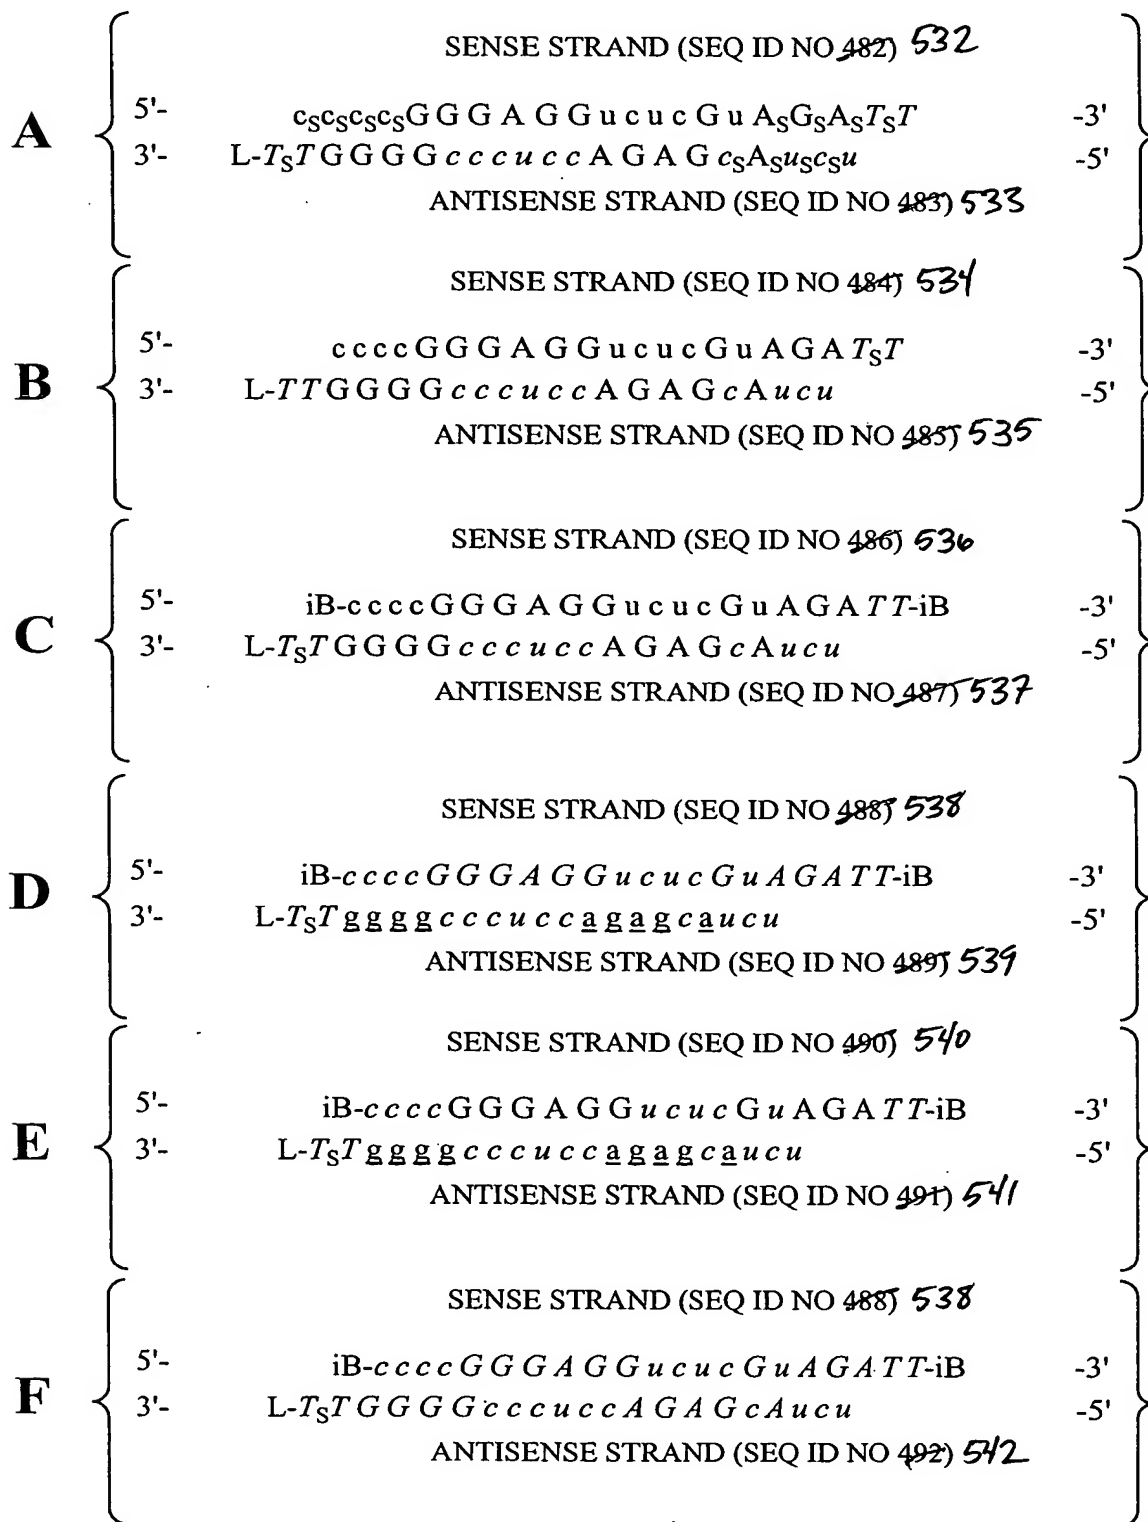 SENSE STRAND (SEQ ID NO 482) 532
A
5'- cscscscsGGGAGGucucGuAsGsAsTsT -3'
3'- L-TsTGGGGcccuccAGAGcsAsuscsu -5'
ANTISENSE STRAND (SEQ ID NO 483) 533
SENSE STRAND (SEQ ID NO 484) 534
B
5'- ccccGGGAGGucucGuAGATsT -3'
3'- L-TTGGGGcccuccAGAGcAucu -5'
ANTISENSE STRAND (SEQ ID NO 485) 535
SENSE STRAND (SEQ ID NO 486) 536
C
5'- iB-ccccGGGAGGucucGuAGATT-iB -3'
3'- L-TsTGGGGcccuccAGAGcAucu -5'
ANTISENSE STRAND (SEQ ID NO 487) 537
SENSE STRAND (SEQ ID NO 488) 538
D
5'- iB-ccccGGGAGGucucGuAGATT-iB -3'
3'- L-TsTggggcccuccagagcaucu -5'
ANTISENSE STRAND (SEQ ID NO 489) 539
SENSE STRAND (SEQ ID NO 490) 540
E
5'- iB-ccccGGGAGGucucGuAGATT-iB -3'
3'- L-TsTggggcccuccagagcaucu -5'
ANTISENSE STRAND (SEQ ID NO 491) 541
SENSE STRAND (SEQ ID NO 488) 538
F
5'- iB-ccccGGGAGGucucGuAGATT-iB -3'
3'- L-TsTGGGGcccuccAGAGcAucu -5'
ANTISENSE STRAND (SEQ ID NO 492) 542